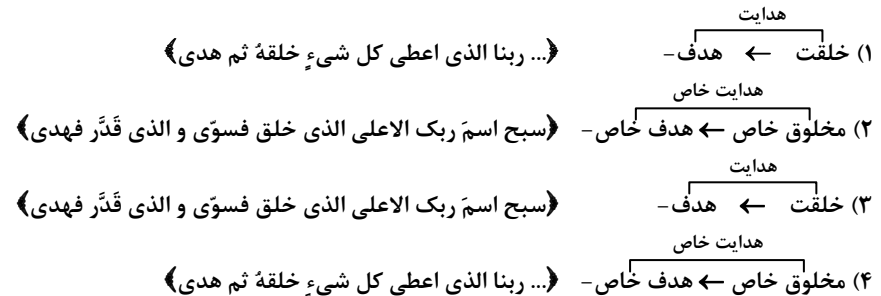 هدایت
۱) خلقت ← هدف – ﴿... ربنا الذی اعطی کل شیءٍ خلقهُ ثم هدی﴾
هدایت خاص
۲) مخلوق خاص ← هدف خاص – ﴿سبح اسمَ ربک الاعلی الذی خلق فسوّی و الذی قَدَّر فهدی﴾
هدایت
۳) خلقت ← هدف – ﴿سبح اسمَ ربک الاعلی الذی خلق فسوّی و الذی قَدَّر فهدی﴾
هدایت خاص
۴) مخلوق خاص ← هدف خاص – ﴿... ربنا الذی اعطی کل شیءٍ خلقهُ ثم هدی﴾